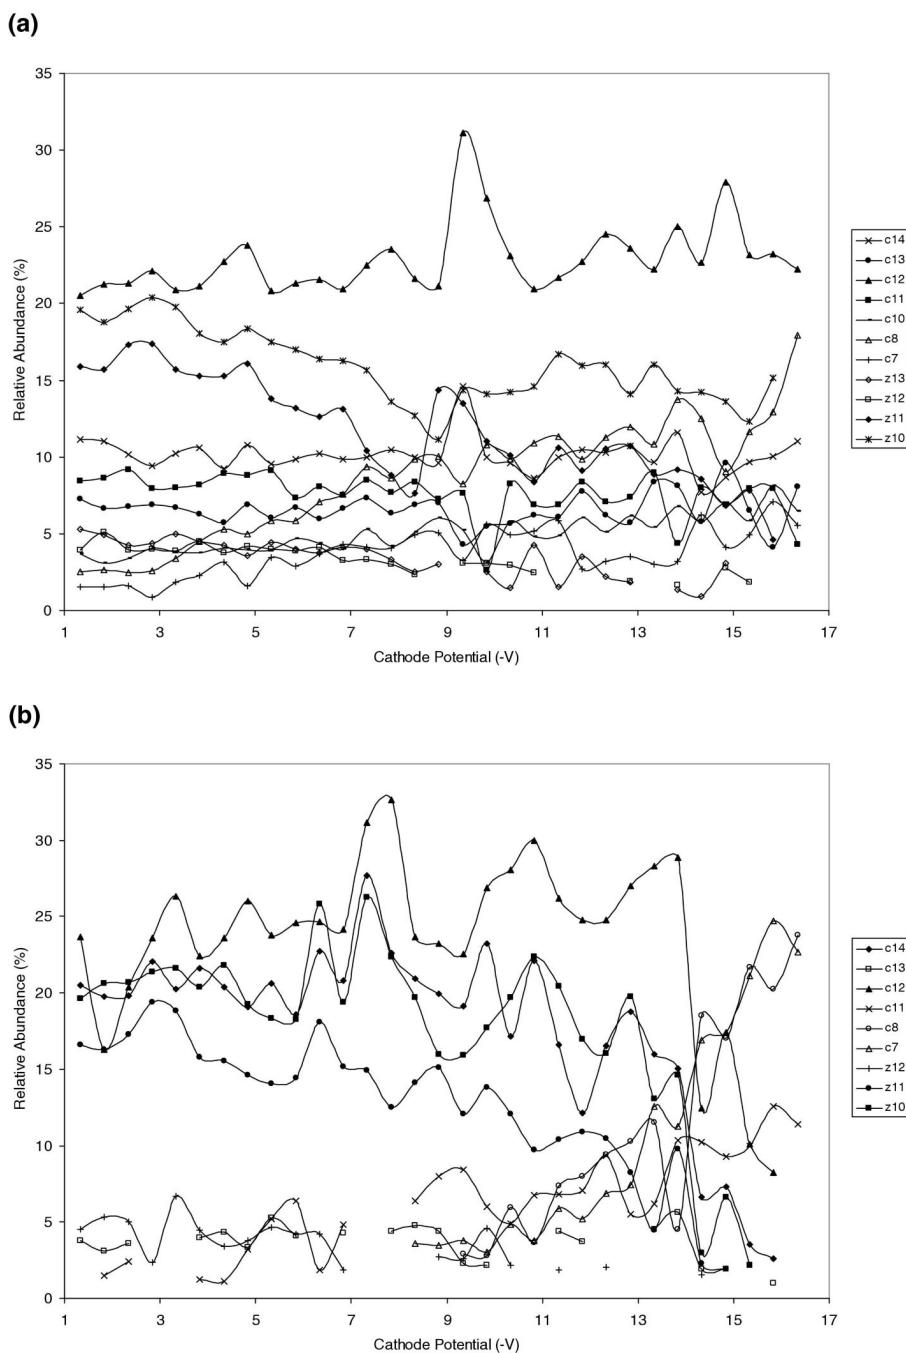 (a)
35
30
25
20
15
10
5
0
Relative Abundance (%)
1 3 5 7 9 11 13 15 17
Cathode Potential (-V)
c14
c13
c12
c11
c10
c8
c7
z13
z12
z11
z10
(b)
35
30
25
20
15
10
5
0
Relative Abundance (%)
1 3 5 7 9 11 13 15 17
Cathode Potential (-V)
c14
c13
c12
c11
c8
c7
z12
z11
z10